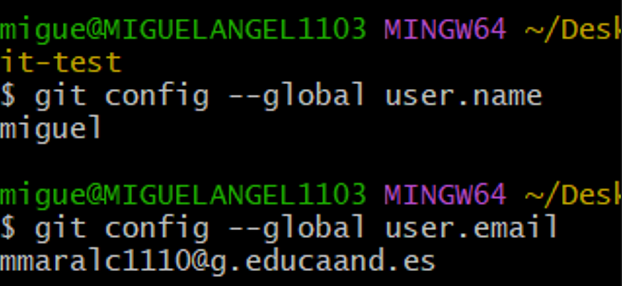 migue@MIGUELANGEL1103 MINGW64 ~/Desk
it-test
$ git config --global user.name
miguel
migue@MIGUELANGEL1103 MINGW64 ~/Desk
$ git config --global user.email
mmaralc1110@g.educaand.es